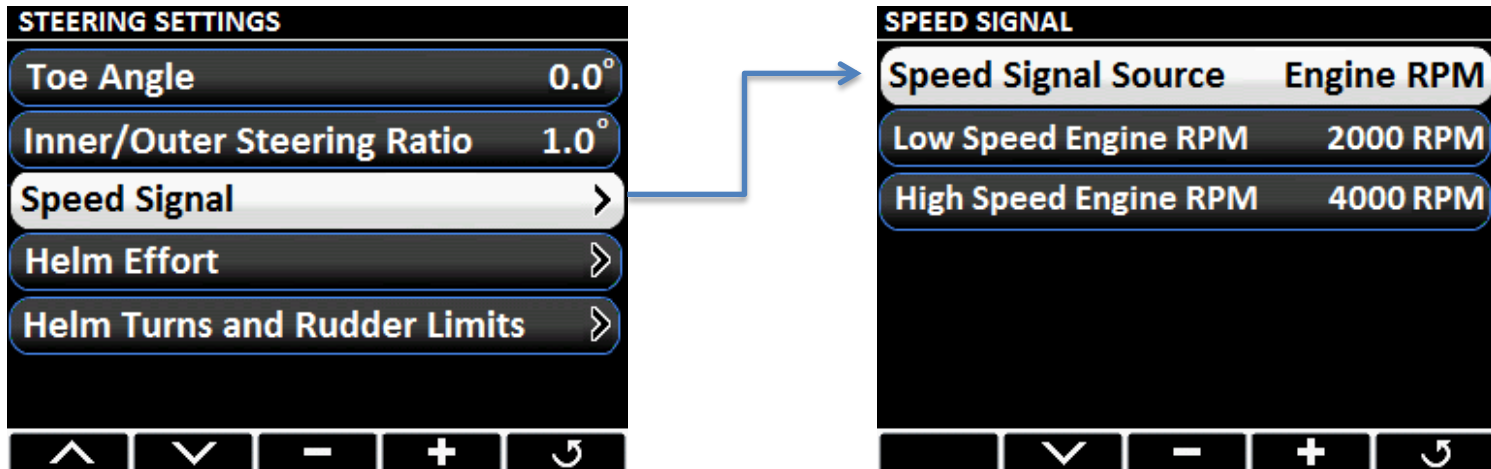 STEERING SETTINGS
Toe Angle 0.0°
Inner/Outer Steering Ratio 1.0°
Speed Signal
Helm Effort
Helm Turns and Rudder Limits
SPEED SIGNAL
Speed Signal Source Engine RPM
Low Speed Engine RPM 2000 RPM
High Speed Engine RPM 4000 RPM